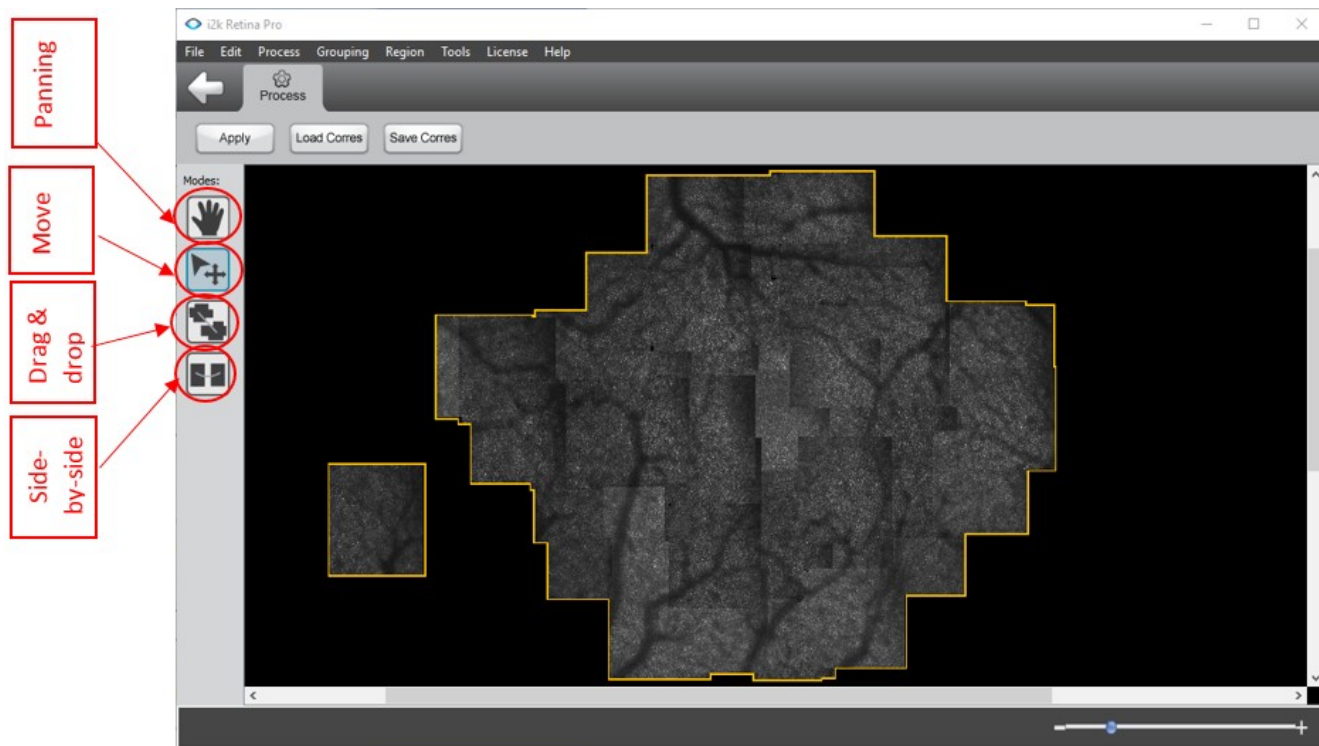 i2k Retina Pro
File Edit Process Grouping Region Tools License Help
Process
Apply Load Corres Save Corres
Modes:
Panning
Move
Drag &
drop
Side-
by-side